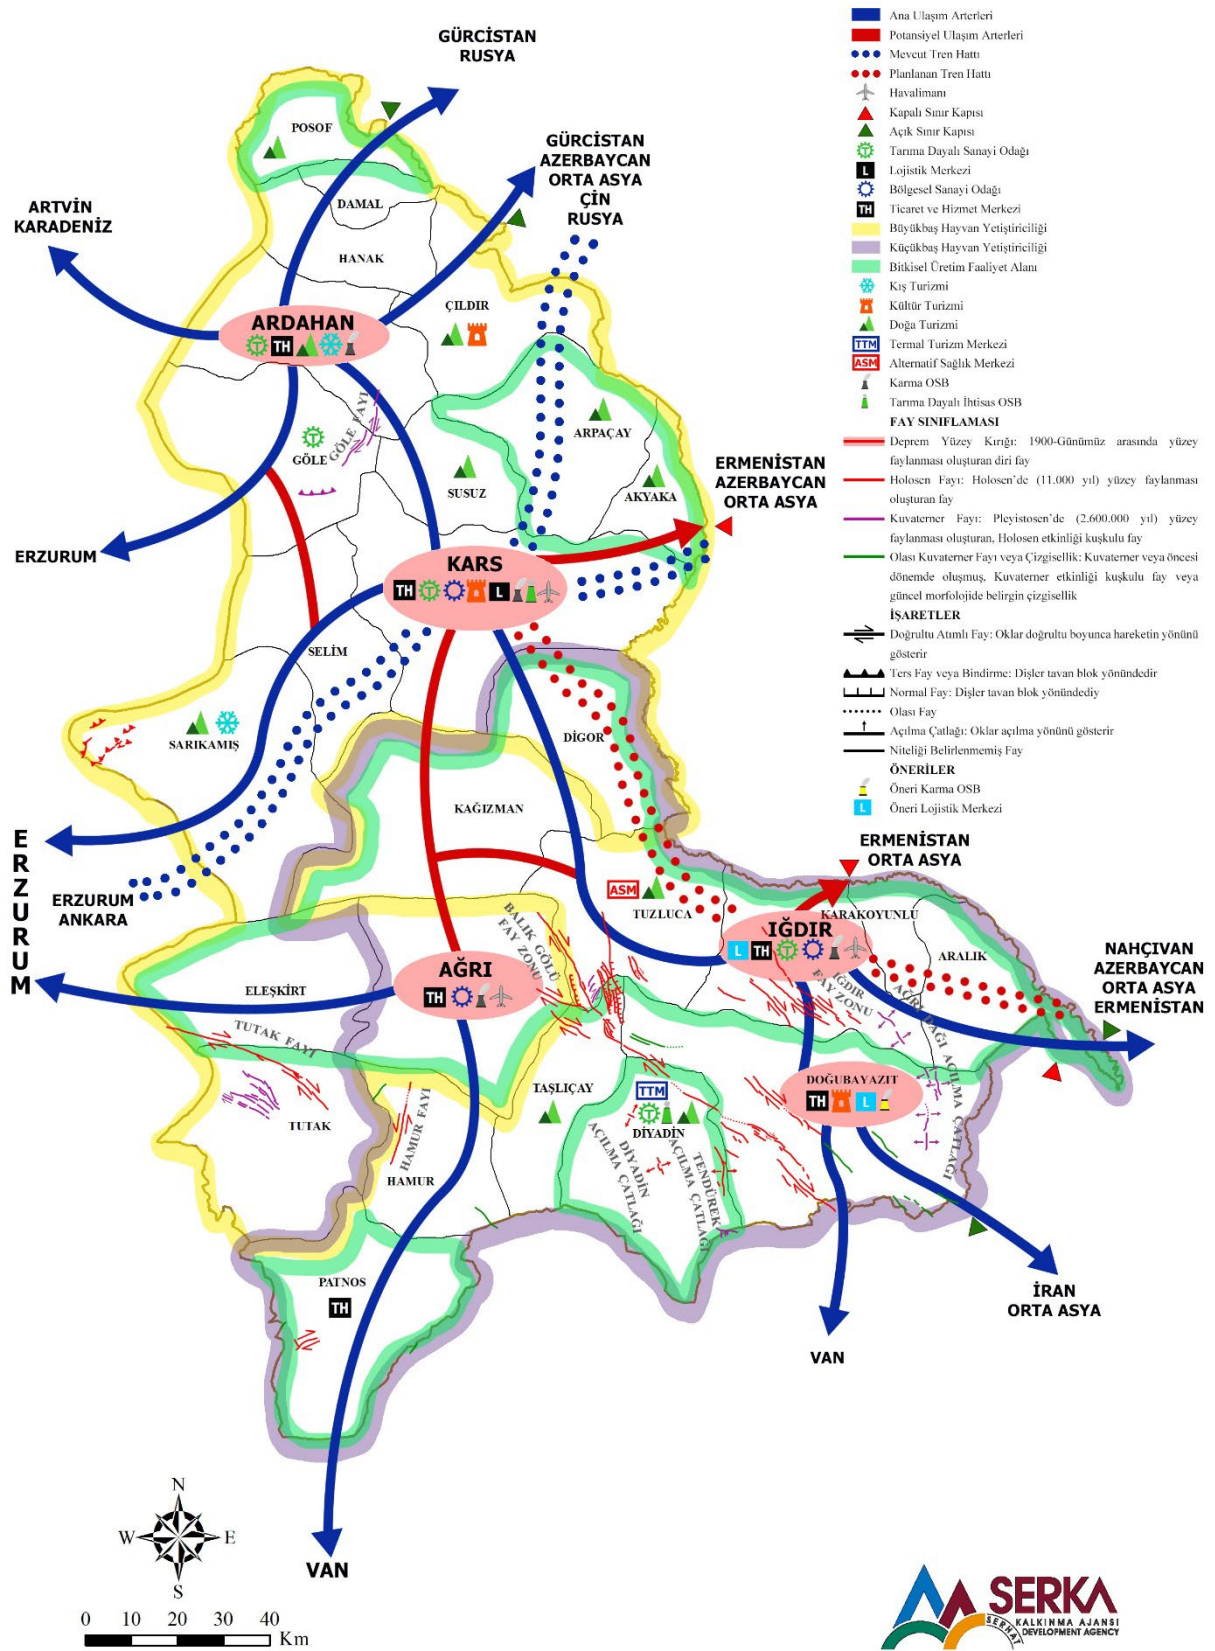 GÜRCİSTAN
RUSYA
GÜRCİSTAN
AZERBAYCAN
ORTA ASYA
ÇİN
RUSYA
ARTVİN
KARADENİZ
POSOF
DAMAL
HANAK
ÇILDIR
ARDAHAN
TH
GÖLE FAYI
GÖLE
ARPAÇAY
SUSUZ
AKYAKA
ERMENİSTAN
AZERBAYCAN
ORTA ASYA
ERZURUM
KARS
TH
L
SELİM
DİGOR
SARIKAMIŞ
KAĞIZMAN
ERZURUM
ERZURUM
ANKARA
ERMENİSTAN
ORTA ASYA
ASM
TUZLUCA
KARAKOYUNLU
IĞDIR
L TH
ARALIK
BALIK GÖLÜ
FAY ZONU
AĞRI
TH
IĞDIR
FAY ZONU
AĞRI DAĞI AÇILMA ÇATLAĞI
NAHÇIVAN
AZERBAYCAN
ORTA ASYA
ERMENİSTAN
ELEŞKİRT
TUTAK FAYI
TUTAK
HAMUR FAYI
HAMUR
TAŞLIÇAY
TTM
DİYADİN
DİYADİN
AÇILMA ÇATLAĞI
TENDÜREK
AÇILMA ÇATLAĞI
DOĞUBAYAZIT
TH L
PATNOS
TH
İRAN
ORTA ASYA
VAN
VAN
N
W E
S
0 10 20 30 40
Km
Ana Ulaşım Arterleri
Potansiyel Ulaşım Arterleri
Mevcut Tren Hattı
Planlanan Tren Hattı
Havalimanı
Kapalı Sınır Kapısı
Açık Sınır Kapısı
T Tarıma Dayalı Sanayi Odağı
L Lojistik Merkezi
Bölgesel Sanayi Odağı
TH Ticaret ve Hizmet Merkezi
Büyükbaş Hayvan Yetiştiriciliği
Küçükbaş Hayvan Yetiştiriciliği
Bitkisel Üretim Faaliyet Alanı
Kış Turizmi
Kültür Turizmi
Doğa Turizmi
TTM Termal Turizm Merkezi
ASM Alternatif Sağlık Merkezi
Karma OSB
Tarıma Dayalı İhtisas OSB
FAY SINIFLAMASI
Deprem Yüzey Kırığı: 1900-Günümüz arasında yüzey
faylanması oluşturan diri fay
Holosen Fayı: Holosen’de (11.000 yıl) yüzey faylanması
oluşturan fay
Kuvaterner Fayı: Pleyistosen’de (2.600.000 yıl) yüzey
faylanması oluşturan, Holosen etkinliği kuşkulu fay
Olası Kuvaterner Fayı veya Çizgisellik: Kuvaterner veya öncesi
dönemde oluşmuş, Kuvaterner etkinliği kuşkulu fay veya
güncel morfolojide belirgin çizgisellik
İŞARETLER
Doğrultu Atımlı Fay: Oklar doğrultu boyunca hareketin yönünü
gösterir
Ters Fay veya Bindirme: Dişler tavan blok yönündedir
Normal Fay: Dişler tavan blok yönündediy
Olası Fay
Açılma Çatlağı: Oklar açılma yönünü gösterir
Niteliği Belirlenmemiş Fay
ÖNERİLER
Öneri Karma OSB
L Öneri Lojistik Merkezi
SERKA
SERHAT
KALKINMA AJANSI
DEVELOPMENT AGENCY